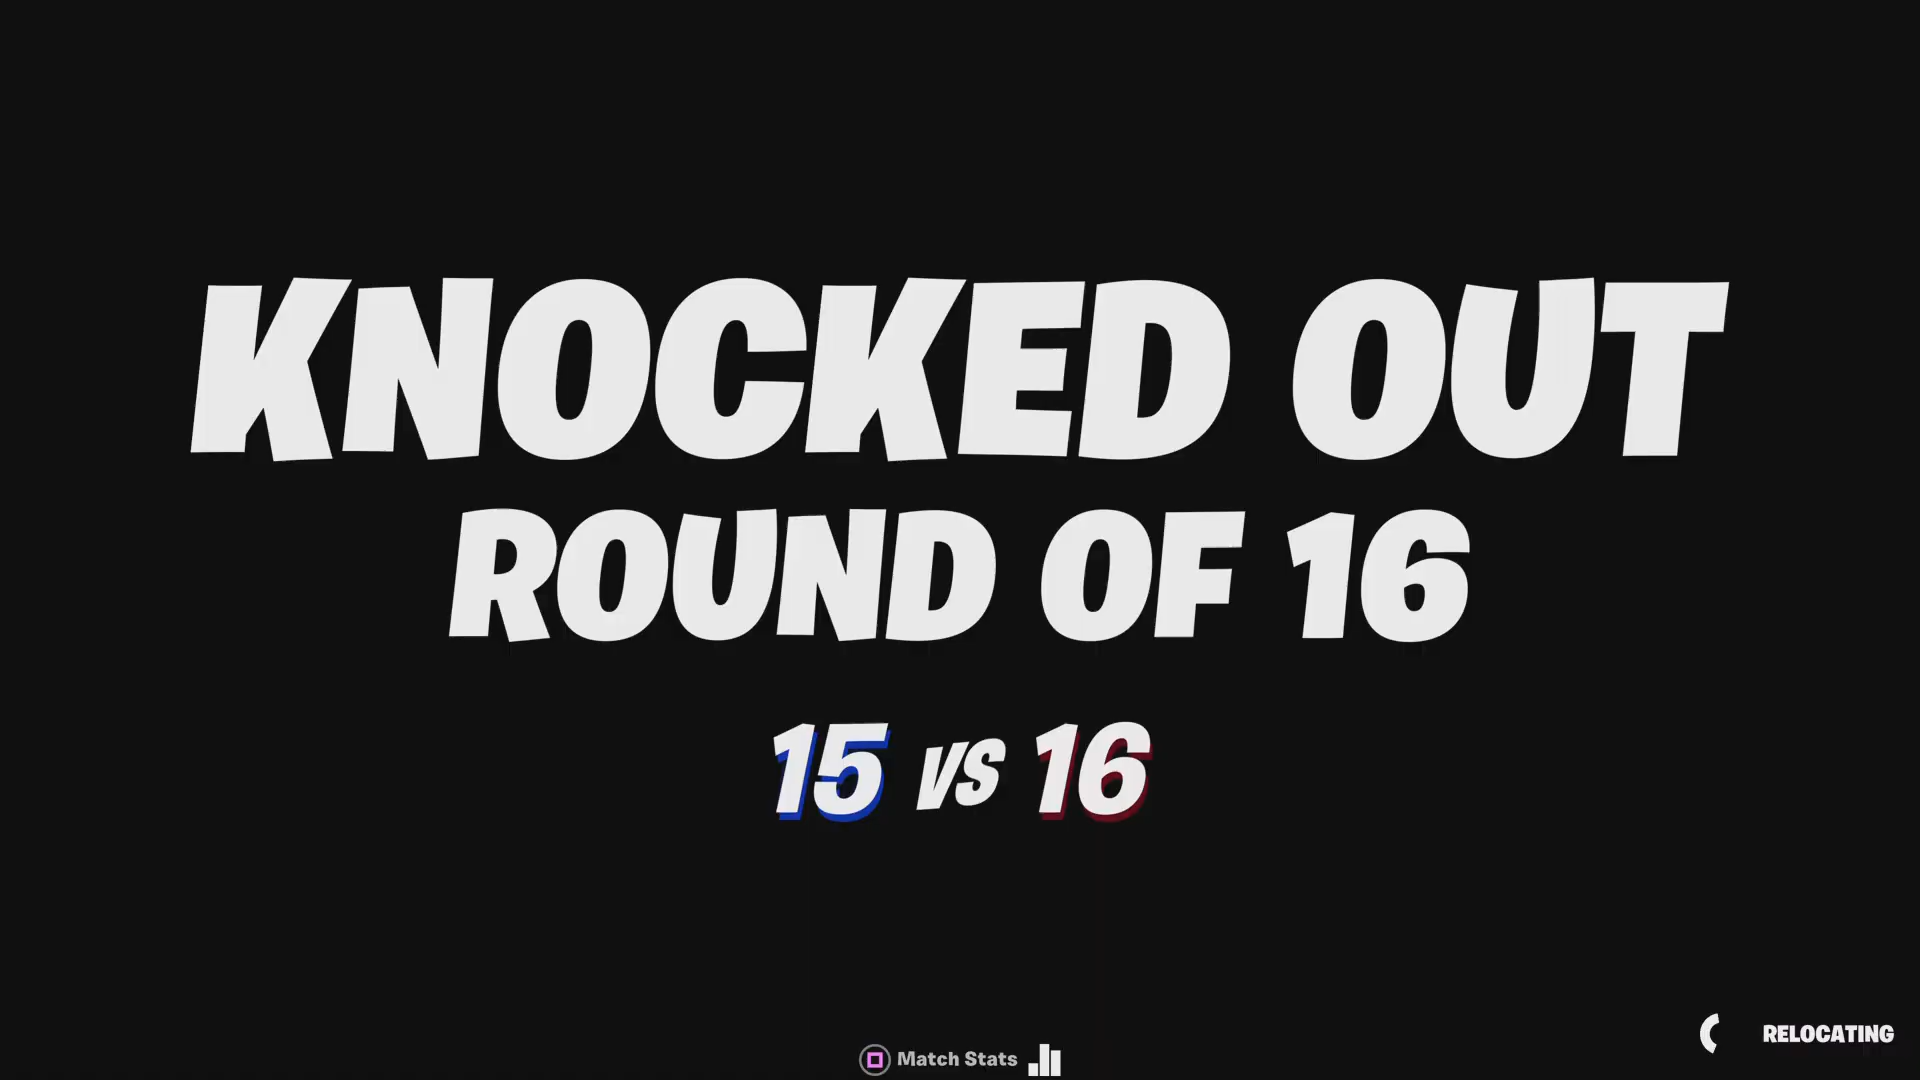 KNOCKED OUT
ROUND OF 16
15 VS 16
RELOCATING
Match Stats